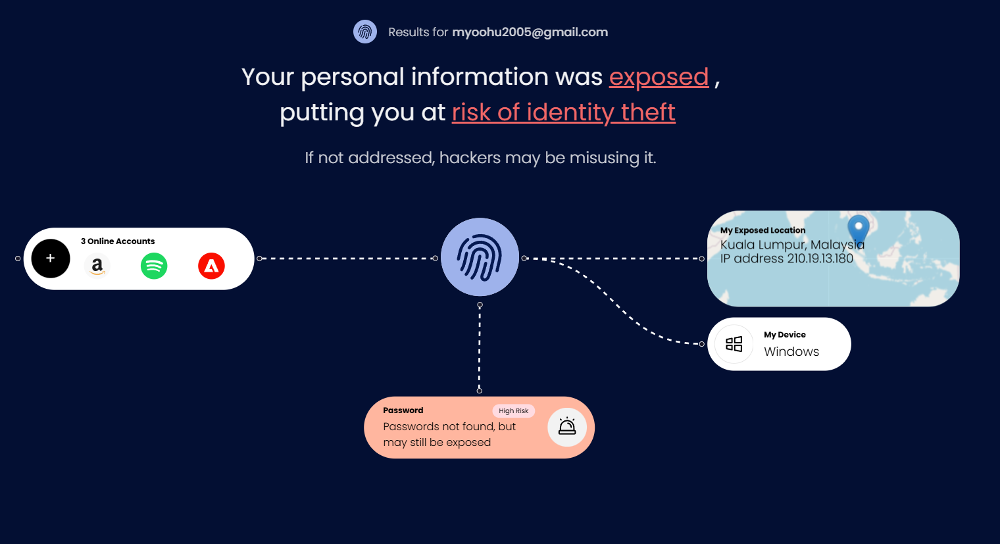 Results for myoohu2005@gmail.com
Your personal information was exposed ,
putting you at risk of identity theft
If not addressed, hackers may be misusing it.
3 Online Accounts
+
a
My Exposed Location
Kuala Lumpur, Malaysia
IP address 210.19.13.180
My Device
Windows
Password
High Risk
Passwords not found, but
may still be exposed